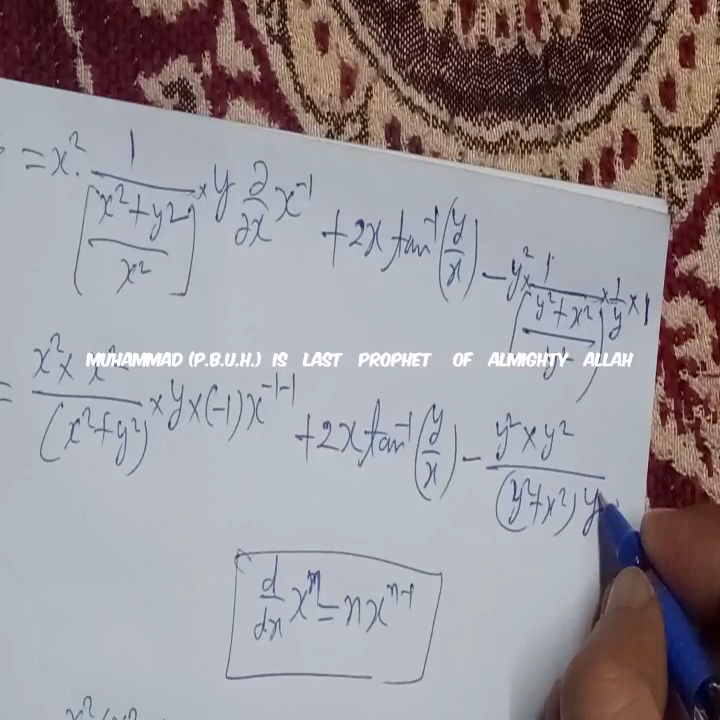 = x². 1/[(x²+y²)/x²] × y ∂/∂x x⁻¹ + 2x tan⁻¹(y/x) − y² × 1/[(y²+x²)/y²] × 1/y × 1
MUHAMMAD (P.B.U.H.) IS LAST PROPHET OF ALMIGHTY ALLAH
= x² × x²/(x²+y²) × y × (-1) x⁻¹⁻¹ + 2x tan⁻¹(y/x) − y² × y²/(y²+x²) y
d/dx xⁿ = nxⁿ⁻¹